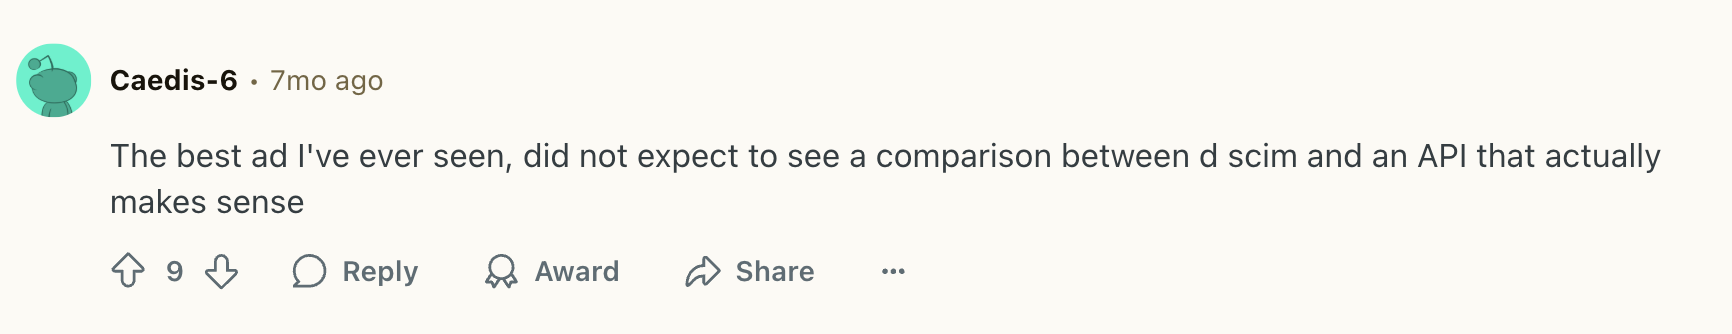 Caedis-6 • 7mo ago
The best ad I've ever seen, did not expect to see a comparison between d scim and an API that actually
makes sense
9 Reply Award Share ...